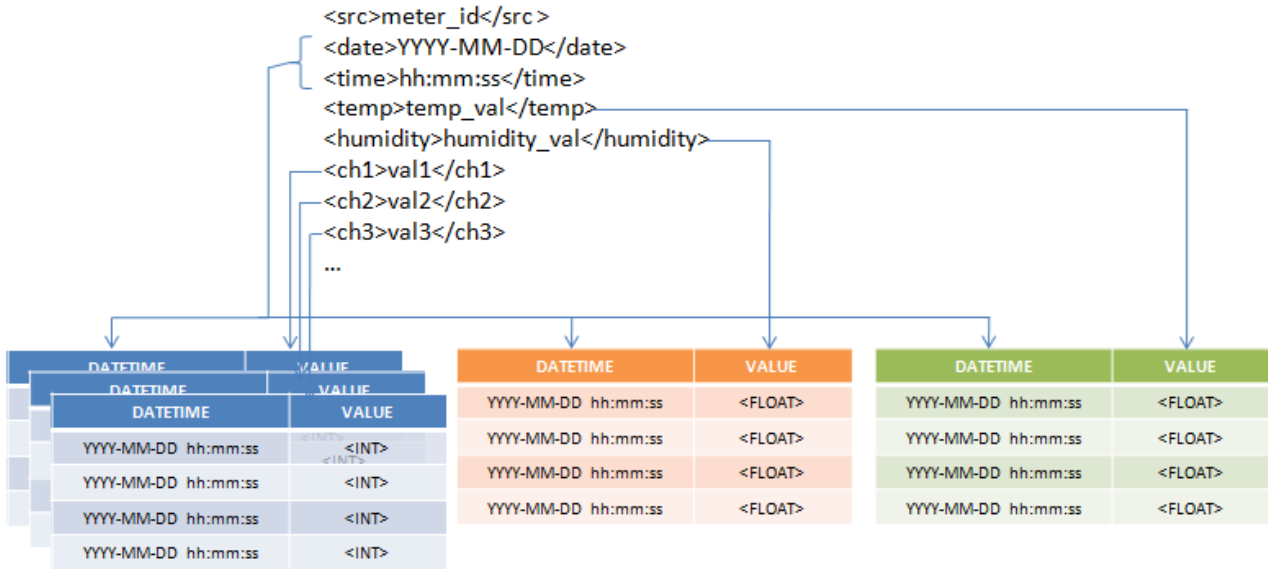 <src>meter_id</src>
<date>YYYY-MM-DD</date>
<time>hh:mm:ss</time>
<temp>temp_val</temp>
<humidity>humidity_val</humidity>
<ch1>val1</ch1>
<ch2>val2</ch2>
<ch3>val3</ch3>
...
DATETIME VALUE
DATETIME VALUE
DATETIME VALUE
YYYY-MM-DD hh:mm:ss <INT>
<INT>
<INT>
YYYY-MM-DD hh:mm:ss <INT>
YYYY-MM-DD hh:mm:ss <INT>
YYYY-MM-DD hh:mm:ss <INT>
DATETIME VALUE
YYYY-MM-DD hh:mm:ss <FLOAT>
YYYY-MM-DD hh:mm:ss <FLOAT>
YYYY-MM-DD hh:mm:ss <FLOAT>
YYYY-MM-DD hh:mm:ss <FLOAT>
DATETIME VALUE
YYYY-MM-DD hh:mm:ss <FLOAT>
YYYY-MM-DD hh:mm:ss <FLOAT>
YYYY-MM-DD hh:mm:ss <FLOAT>
YYYY-MM-DD hh:mm:ss <FLOAT>